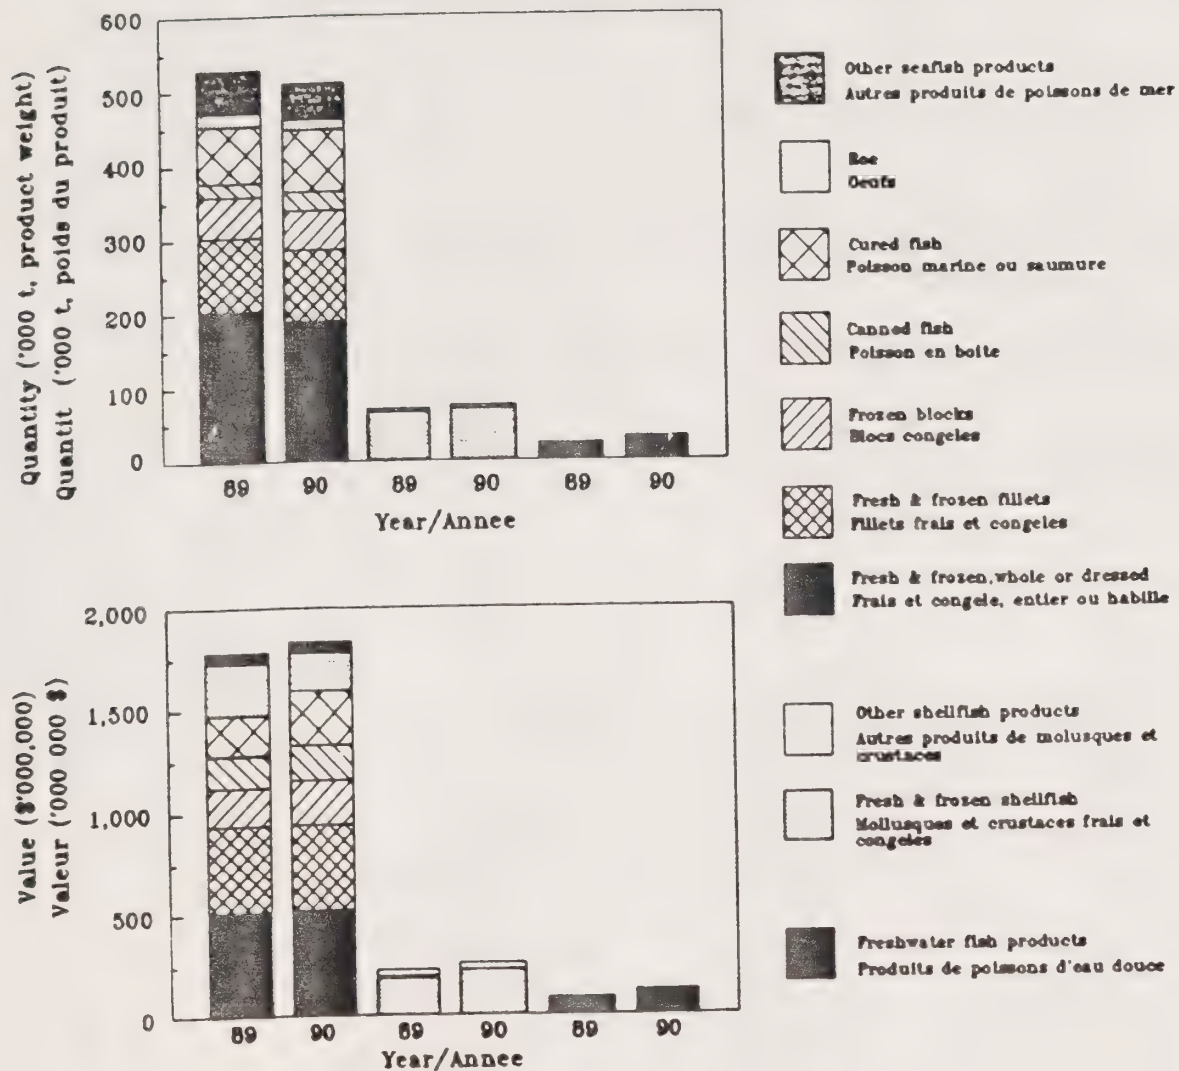 Quantity ('000 t, product weight)
Quantit ('000 t, poids du produit)
600
500
400
300
200
100
0
89 90 89 90 89 90
Year/Annee
Value ($'000,000)
Valeur ('000 000 $)
2,000
1,500
1,000
500
0
89 90 89 90 89 90
Year/Annee
Other seafish products
Autres produits de poissons de mer
Roe
Oeufs
Cured fish
Poisson marine ou saumure
Canned fish
Poisson en boite
Frozen blocks
Blocs congeles
Fresh & frozen fillets
Fillets frais et congeles
Fresh & frozen,whole or dressed
Frais et congele, entier ou habille
Other shellfish products
Autres produits de molusques et
crustaces
Fresh & frozen shellfish
Mollusques et crustaces frais et
congeles
Freshwater fish products
Produits de poissons d'eau douce